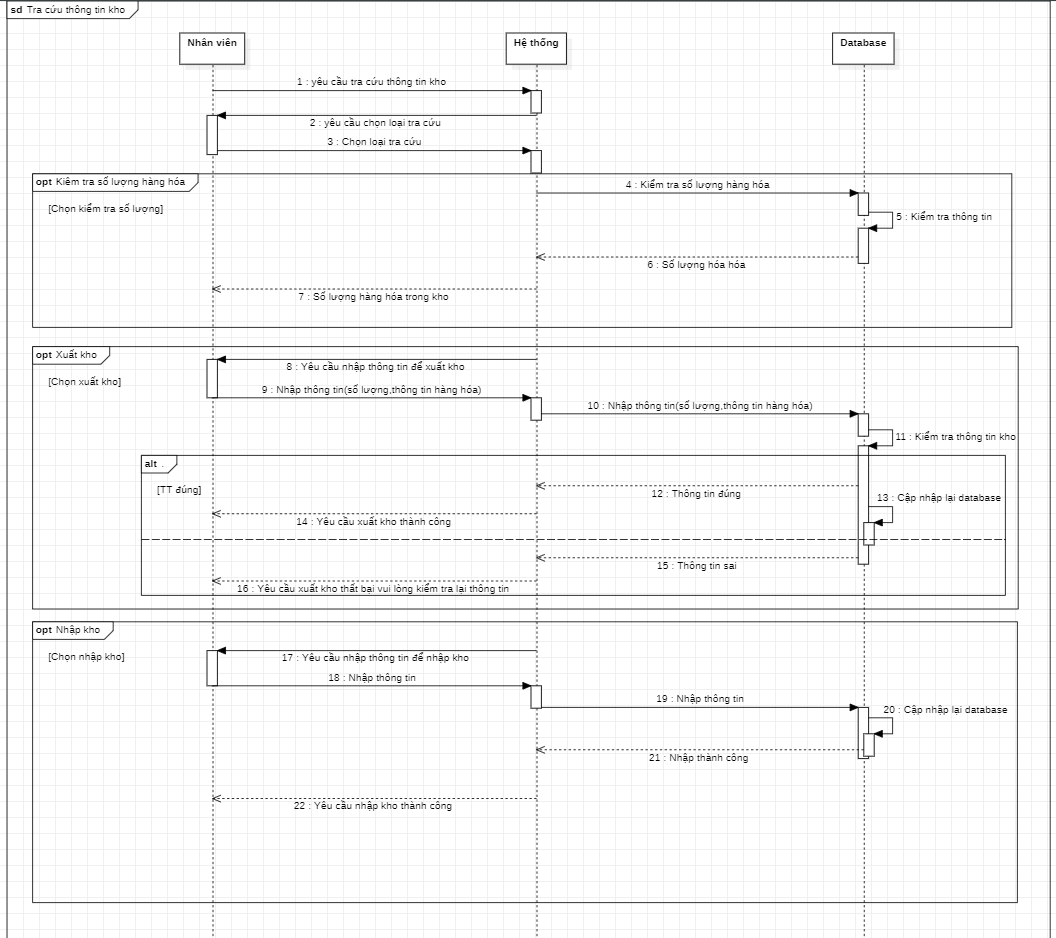 sd Tra cứu thông tin kho
Nhân viên
Hệ thống
Database
1 : yêu cầu tra cứu thông tin kho
2 : yêu cầu chọn loại tra cứu
3 : Chọn loại tra cứu
opt Kiêm tra số lượng hàng hóa
[Chọn kiểm tra số lượng]
4 : Kiểm tra số lượng hàng hóa
5 : Kiểm tra thông tin
6 : Số lượng hóa hóa
7 : Số lượng hàng hóa trong kho
opt Xuất kho
[Chọn xuất kho]
8 : Yêu cầu nhập thông tin để xuất kho
9 : Nhập thông tin(số lượng,thông tin hàng hóa)
10 : Nhập thông tin(số lượng,thông tin hàng hóa)
11 : Kiểm tra thông tin kho
alt .
[TT đúng]
12 : Thông tin đúng
13 : Cập nhập lại database
14 : Yêu cầu xuất kho thành công
15 : Thông tin sai
16 : Yêu cầu xuất kho thất bại vui lòng kiểm tra lại thông tin
opt Nhập kho
[Chọn nhập kho]
17 : Yêu cầu nhập thông tin để nhập kho
18 : Nhập thông tin
19 : Nhập thông tin
20 : Cập nhập lại database
21 : Nhập thành công
22 : Yêu cầu nhập kho thành công